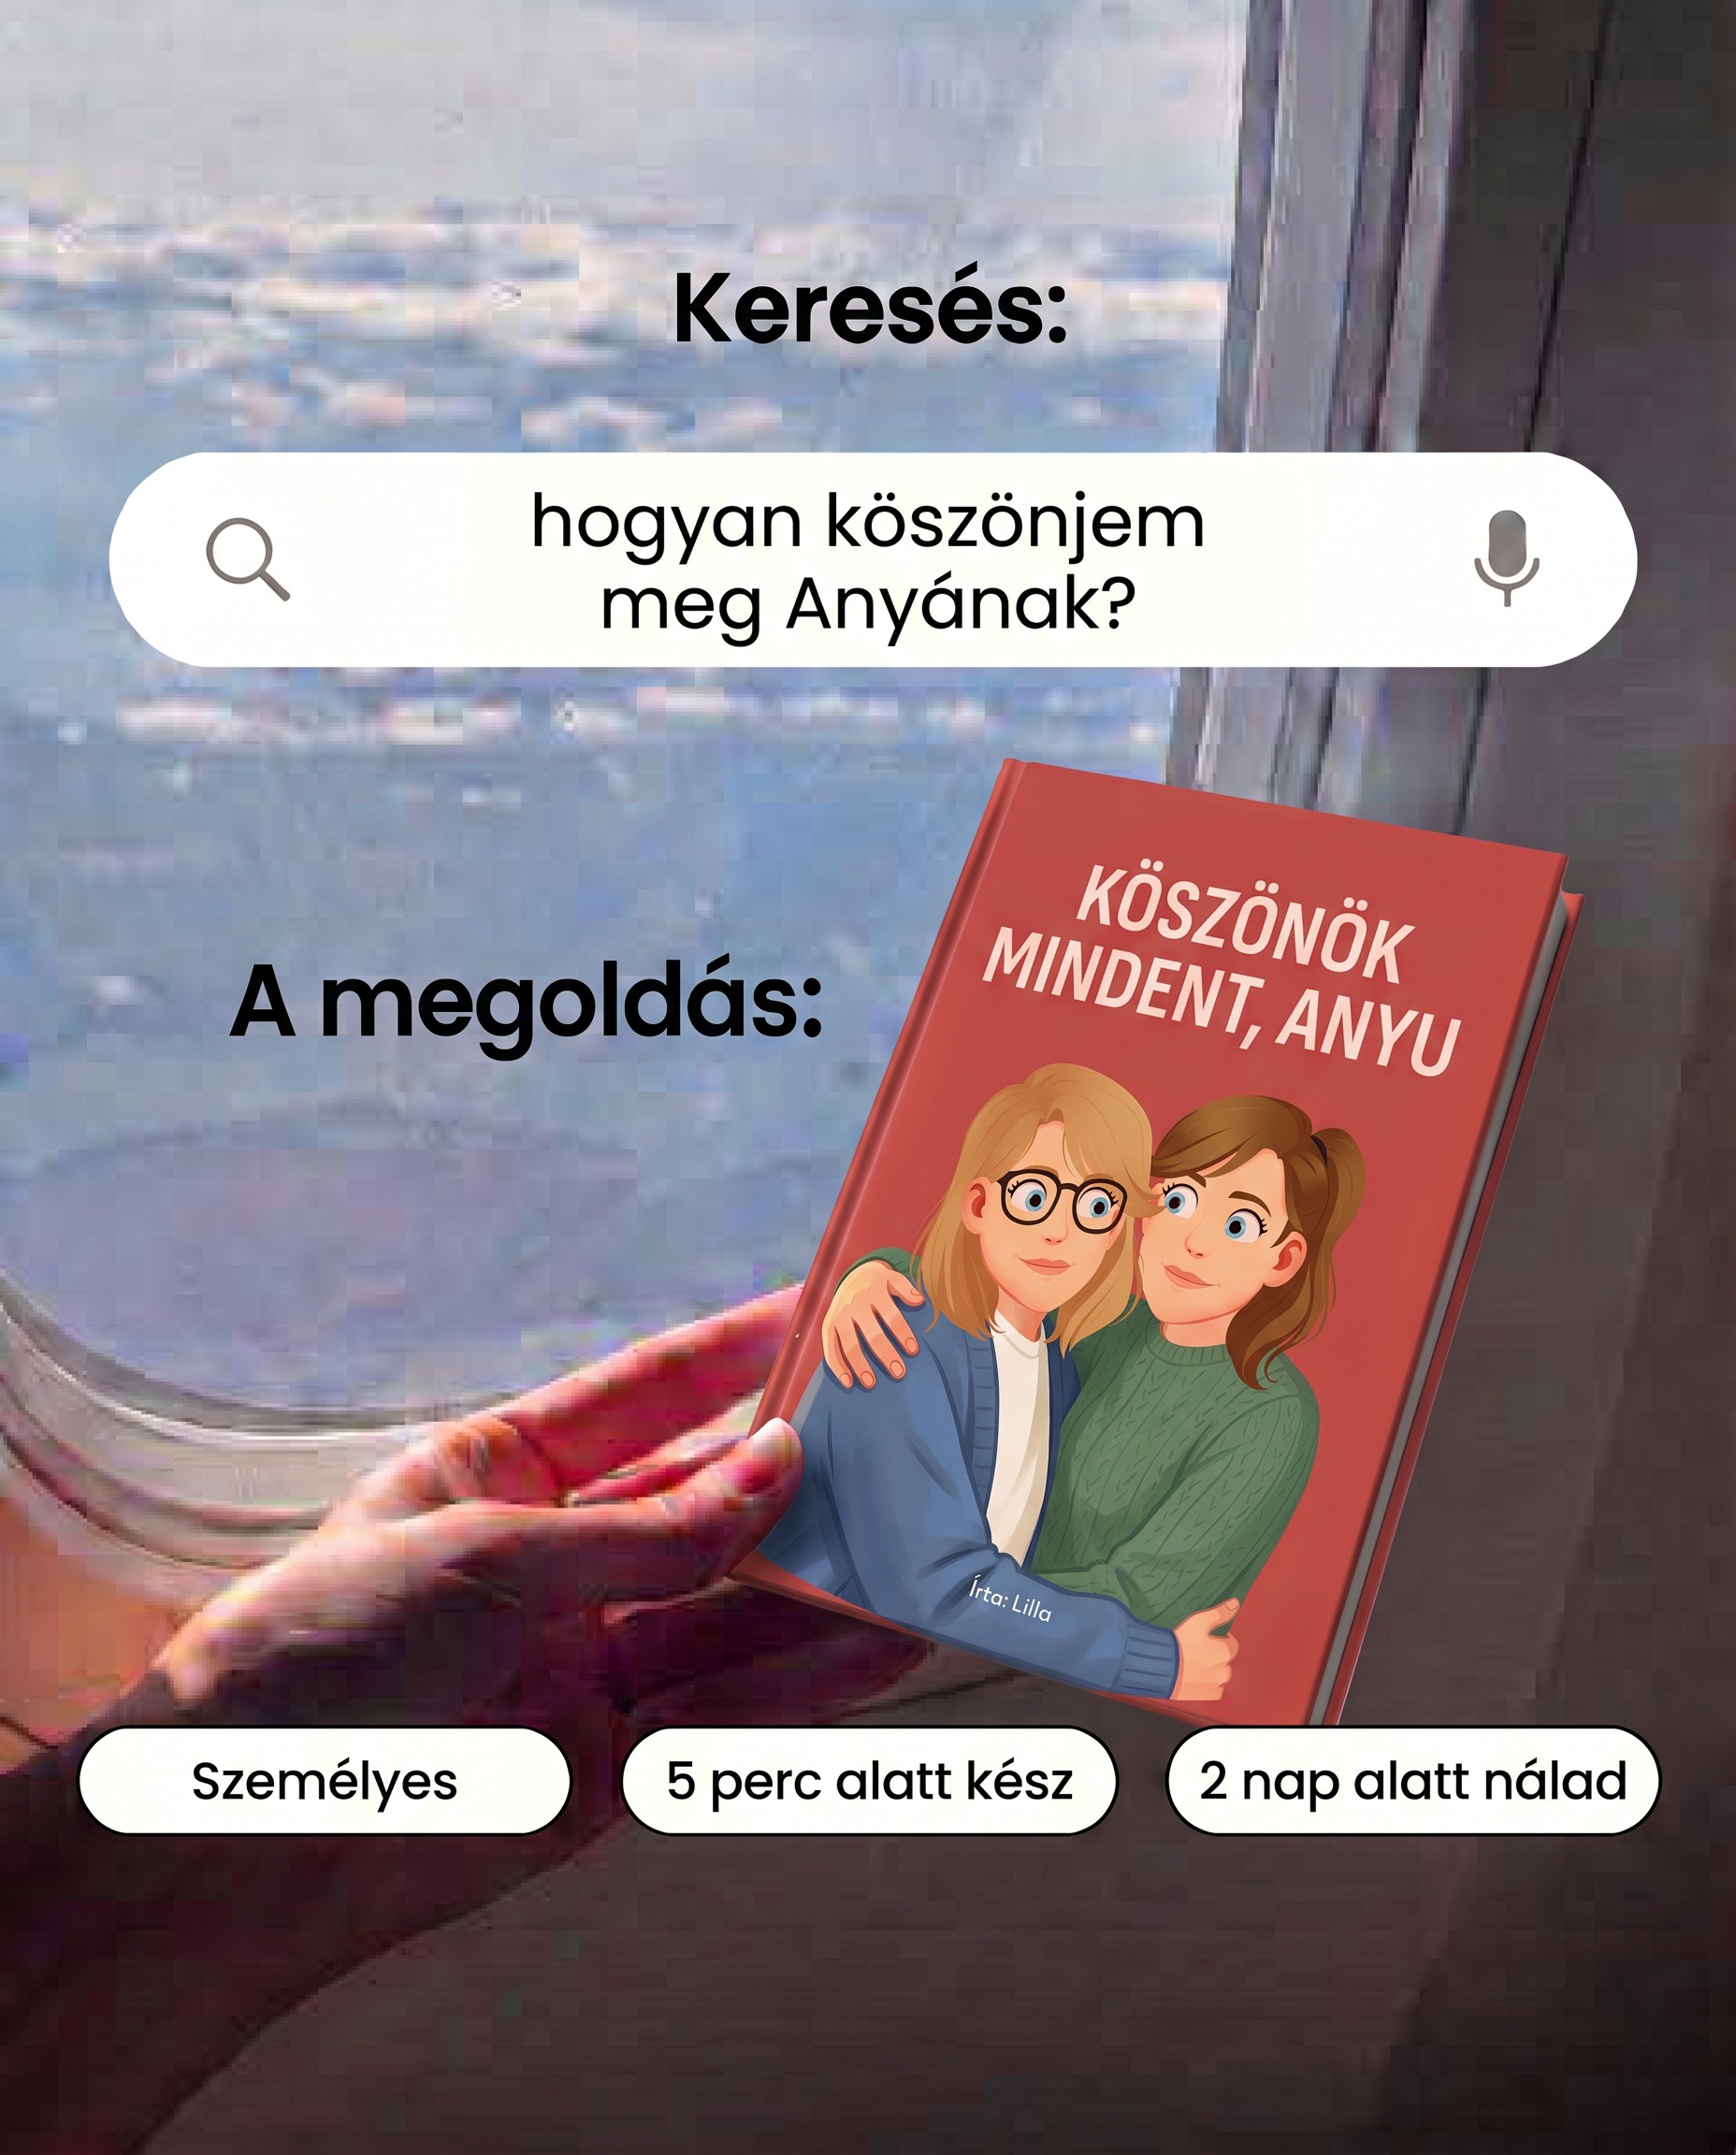 Keresés:
hogyan köszönjem
meg Anyának?
A megoldás:
KÖSZÖNÖK
MINDENT, ANYU
Írta: Lilla
Személyes
5 perc alatt kész
2 nap alatt nálad